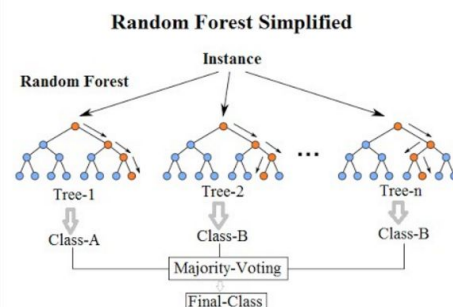 Random Forest Simplified
Instance
Random Forest
...
Tree-1 Tree-2 Tree-n
Class-A Class-B Class-B
Majority-Voting
Final-Class